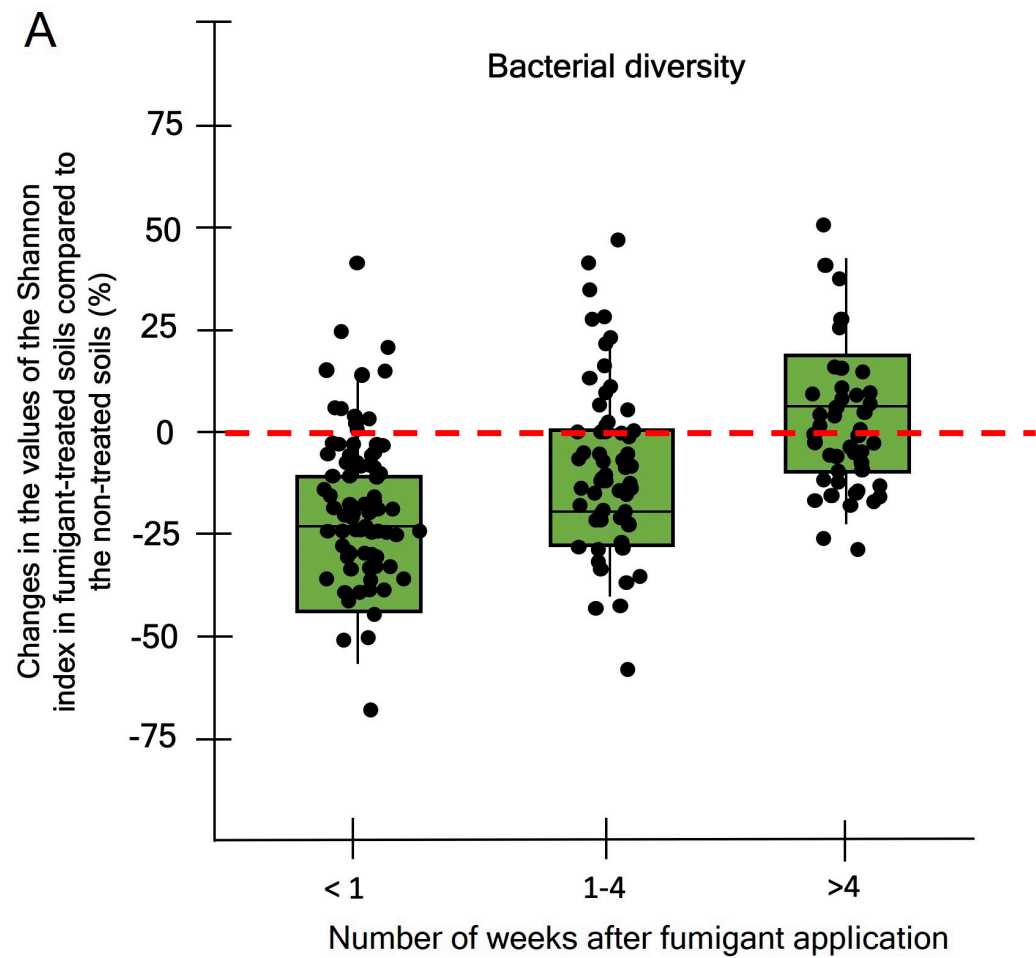 A
Bacterial diversity
75
50
25
0
-25
-50
-75
Changes in the values of the Shannon
index in fumigant-treated soils compared to
the non-treated soils (%)
< 1
1-4
>4
Number of weeks after fumigant application